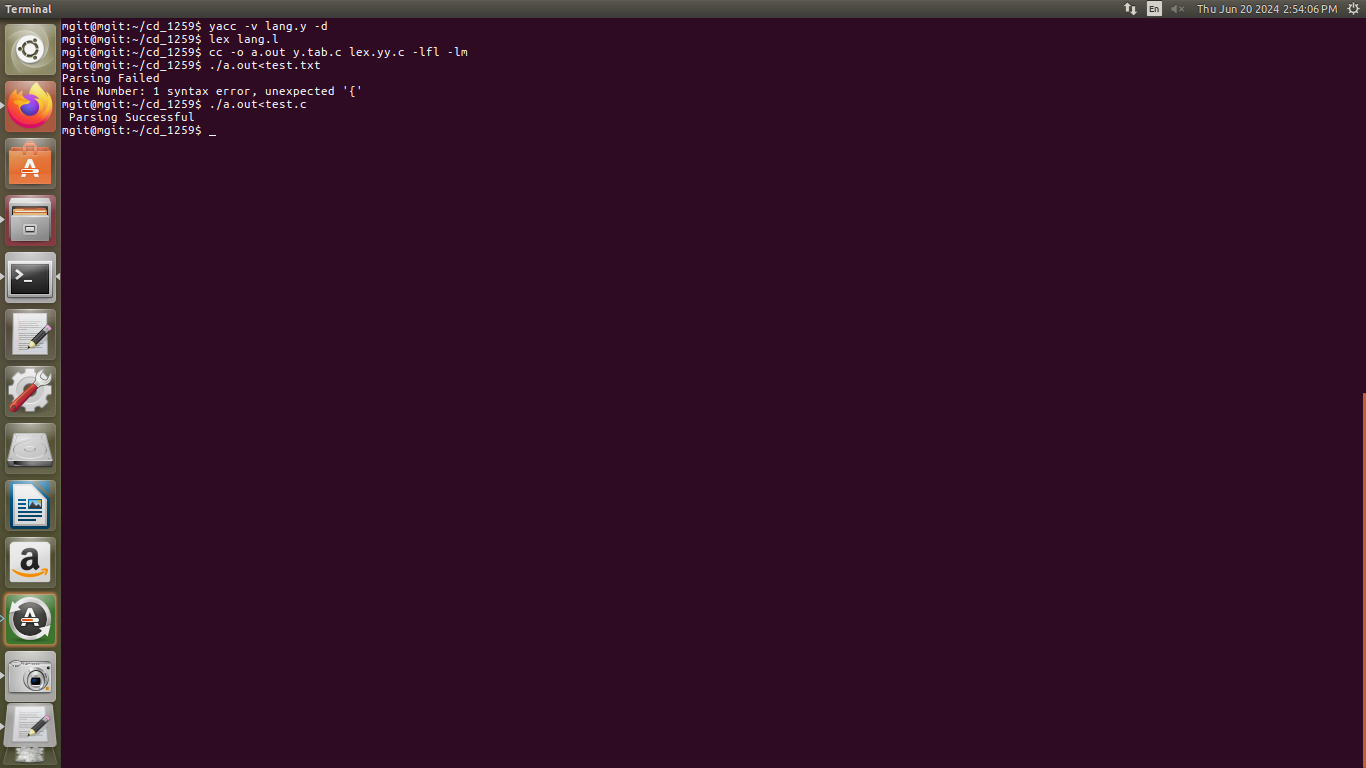 Terminal
En
Thu Jun 20 2024 2:54:06 PM
mgit@mgit:~/cd_1259$ yacc -v lang.y -d
mgit@mgit:~/cd_1259$ lex lang.l
mgit@mgit:~/cd_1259$ cc -o a.out y.tab.c lex.yy.c -lfl -lm
mgit@mgit:~/cd_1259$ ./a.out<test.txt
Parsing Failed
Line Number: 1 syntax error, unexpected '{'
mgit@mgit:~/cd_1259$ ./a.out<test.c
 Parsing Successful
mgit@mgit:~/cd_1259$ _